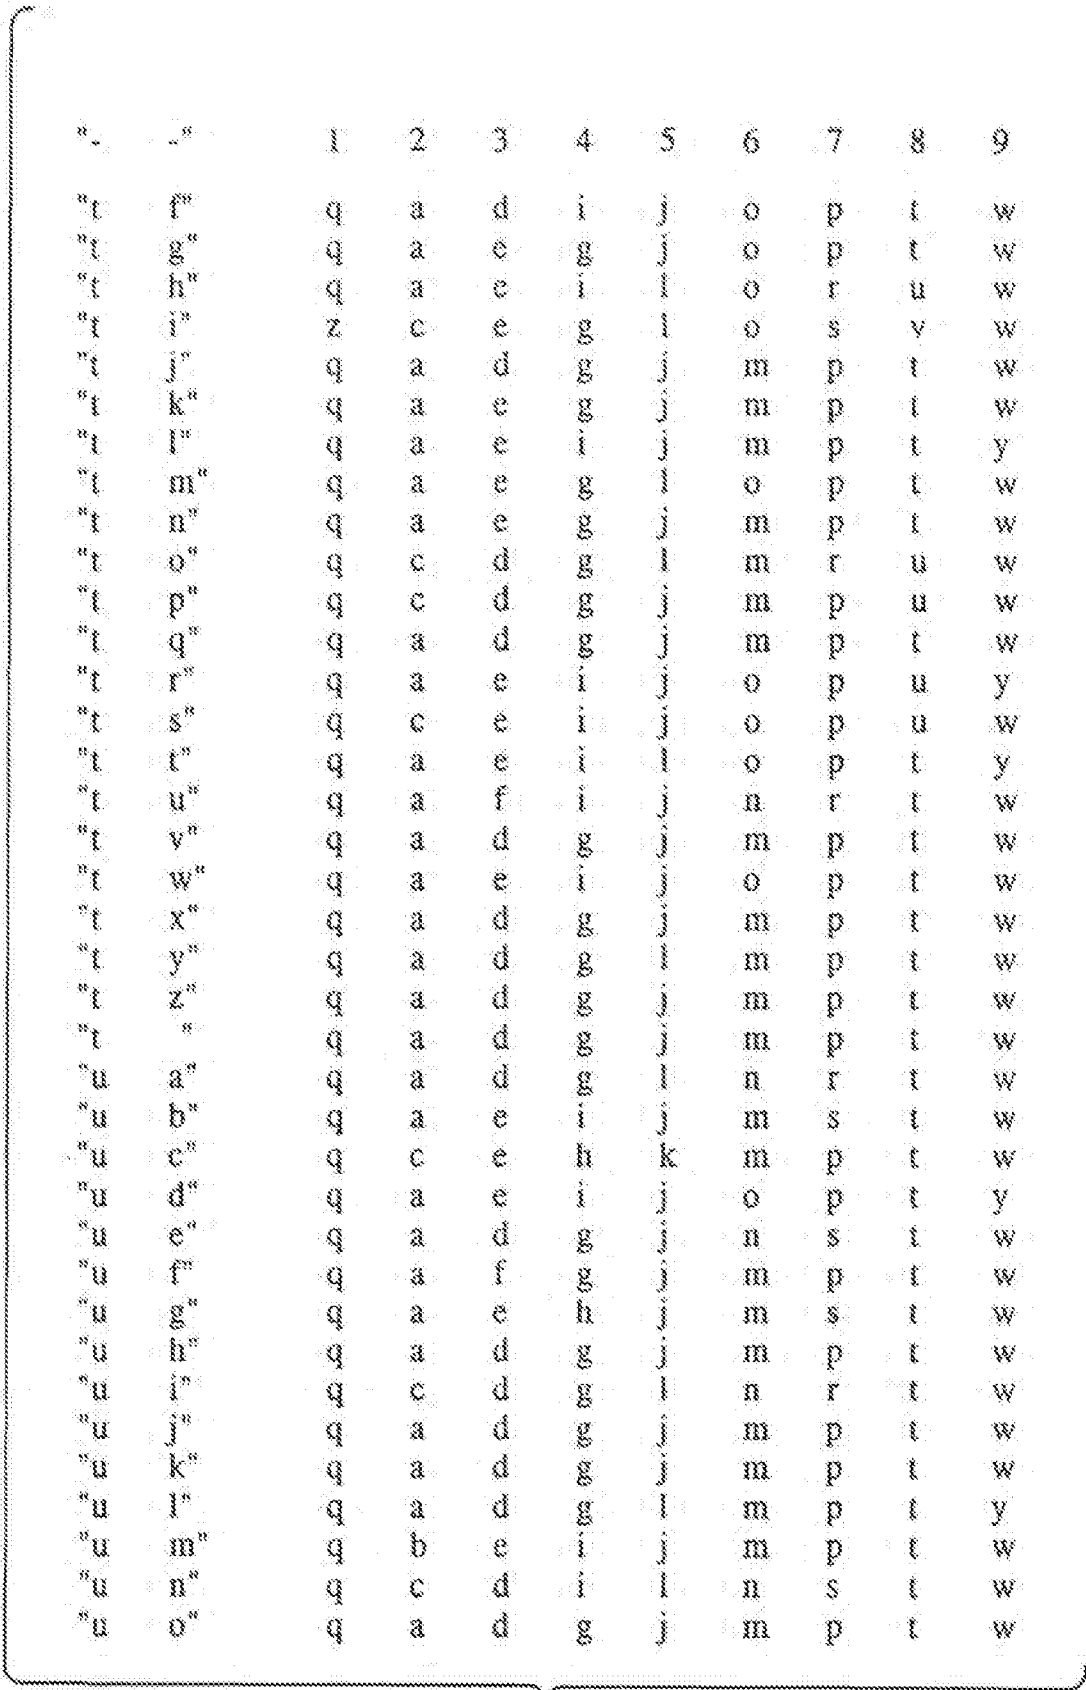 "- -" 1 2 3 4 5 6 7 8 9
"t f" q a d i j o p t w
"t g" q a e g j o p t w
"t h" q a e i l o r u w
"t i" z c e g l o s v w
"t j" q a d g j m p t w
"t k" q a e g j m p t w
"t l" q a e i j m p t y
"t m" q a e g l o p t w
"t n" q a e g j m p t w
"t o" q c d g l m r u w
"t p" q c d g j m p u w
"t q" q a d g j m p t w
"t r" q a e i j o p u y
"t s" q c e i j o p u w
"t t" q a e i l o p t y
"t u" q a f i j n r t w
"t v" q a d g j m p t w
"t w" q a e i j o p t w
"t x" q a d g j m p t w
"t y" q a d g l m p t w
"t z" q a d g j m p t w
"t " q a d g j m p t w
"u a" q a d g l n r t w
"u b" q a e i j m s t w
"u c" q c e h k m p t w
"u d" q a e i j o p t y
"u e" q a d g j n s t w
"u f" q a f g j m p t w
"u g" q a e h j m s t w
"u h" q a d g j m p t w
"u i" q c d g l n r t w
"u j" q a d g j m p t w
"u k" q a d g j m p t w
"u l" q a d g l m p t y
"u m" q b e i j m p t w
"u n" q c d i l n s t w
"u o" q a d g j m p t w